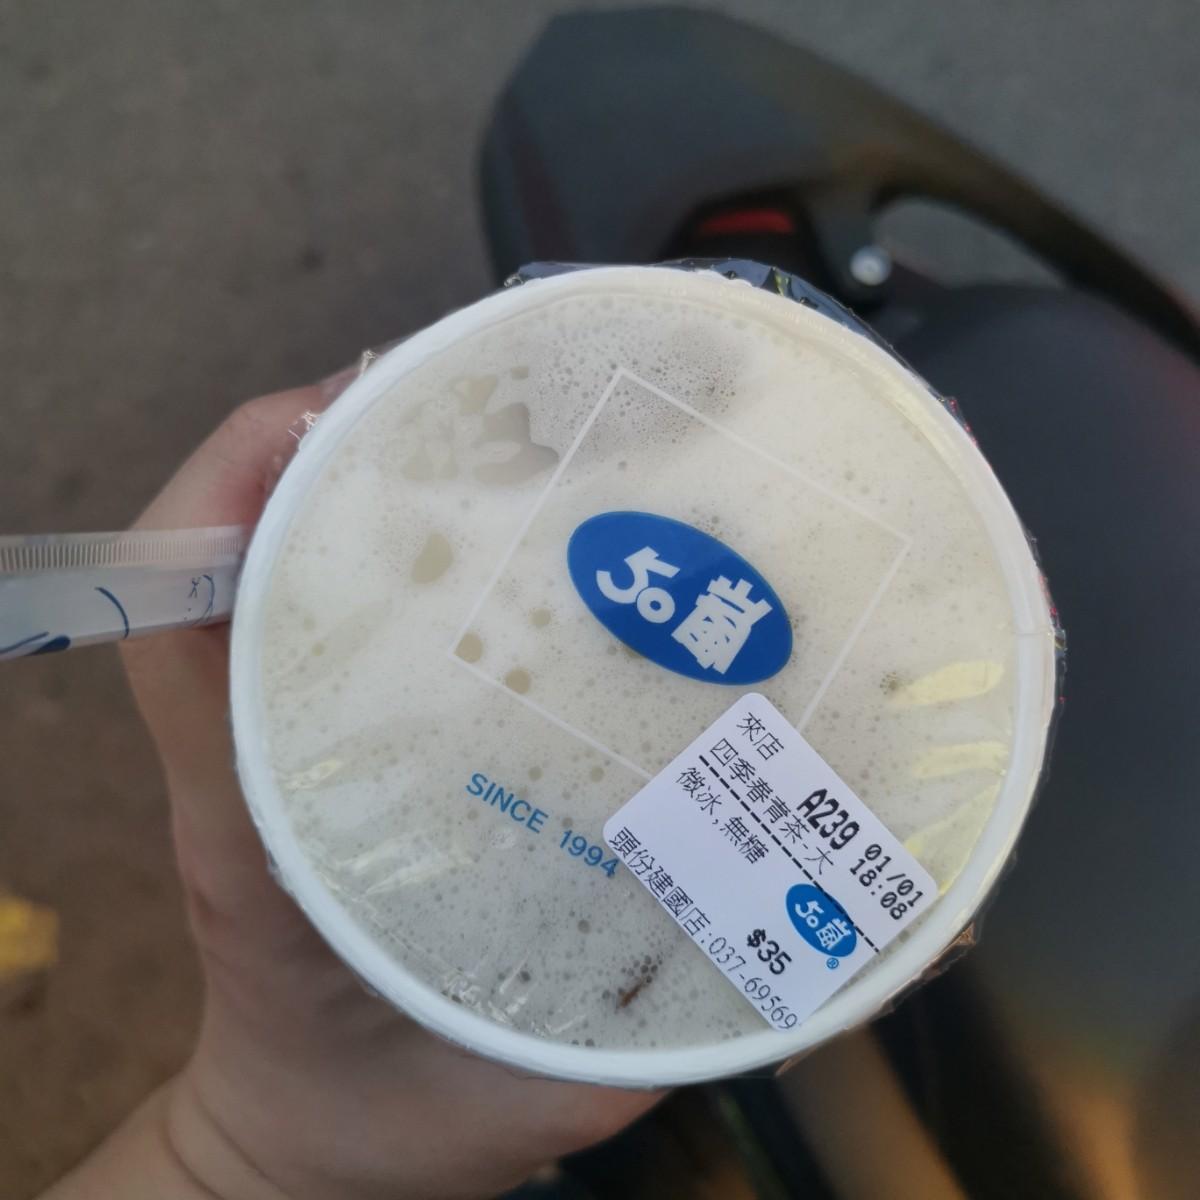 50嵐
SINCE 1994
來店
A239 01/01
18:08
四季春青茶-大
微冰,無糖
50嵐®
$35
頭份建國店:037-69569